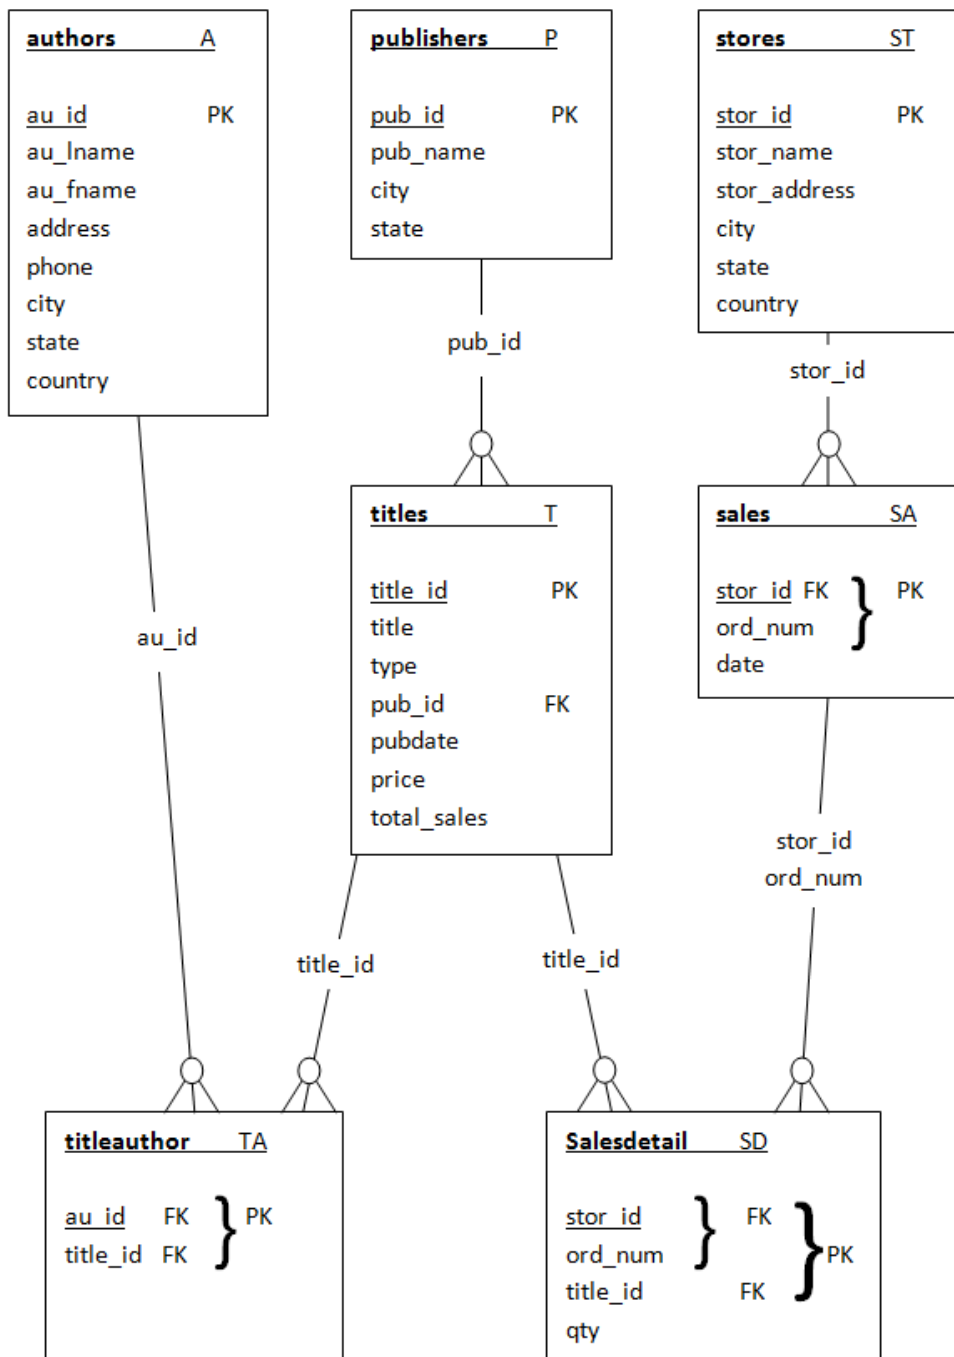 authors A
au_id PK
au_lname
au_fname
address
phone
city
state
country
publishers P
pub_id PK
pub_name
city
state
stores ST
stor_id PK
stor_name
stor_address
city
state
country
pub_id
stor_id
au_id
titles T
title_id PK
title
type
pub_id FK
pubdate
price
total_sales
sales SA
stor_id FK } PK
ord_num
date
title_id
title_id
stor_id
ord_num
titleauthor TA
au_id FK } PK
title_id FK
Salesdetail SD
stor_id } FK
ord_num } PK
title_id FK
qty